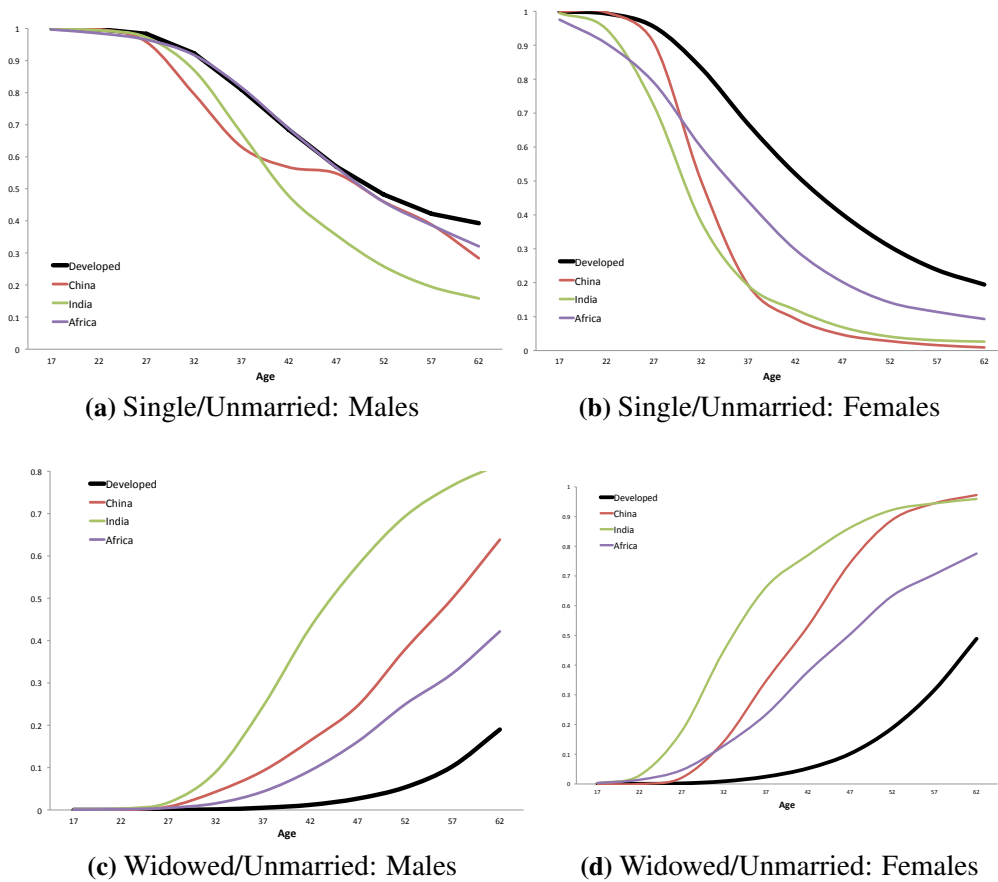 1
0.9
0.8
0.7
0.6
0.5
0.4
0.3
0.2
0.1
0
Developed
China
India
Africa
17 22 27 32 37 42 47 52 57 62
Age
(a) Single/Unmarried: Males
1
0.9
0.8
0.7
0.6
0.5
0.4
0.3
0.2
0.1
0
Developed
China
India
Africa
17 22 27 32 37 42 47 52 57 62
Age
(b) Single/Unmarried: Females
0.8
0.7
0.6
0.5
0.4
0.3
0.2
0.1
0
Developed
China
India
Africa
17 22 27 32 37 42 47 52 57 62
Age
(c) Widowed/Unmarried: Males
1
0.9
0.8
0.7
0.6
0.5
0.4
0.3
0.2
0.1
0
Developed
China
India
Africa
17 22 27 32 37 42 47 52 57 62
Age
(d) Widowed/Unmarried: Females